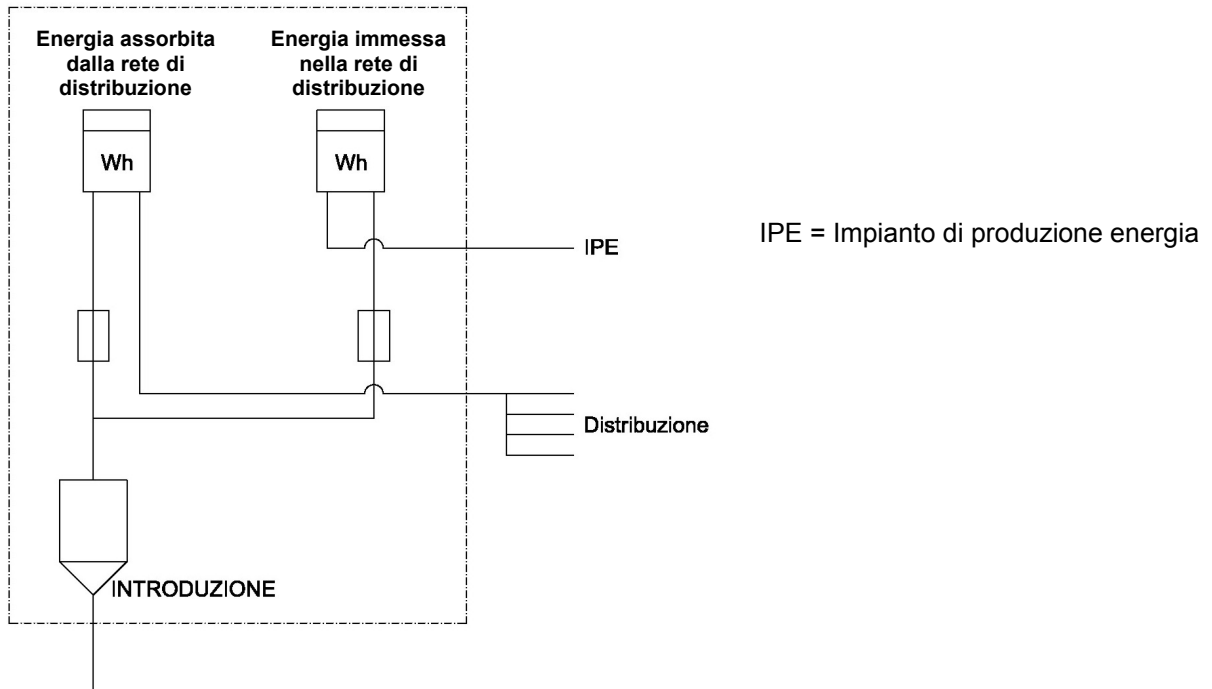 Energia assorbita
dalla rete di
distribuzione
Energia immessa
nella rete di
distribuzione
Wh
Wh
IPE
IPE = Impianto di produzione energia
Distribuzione
INTRODUZIONE